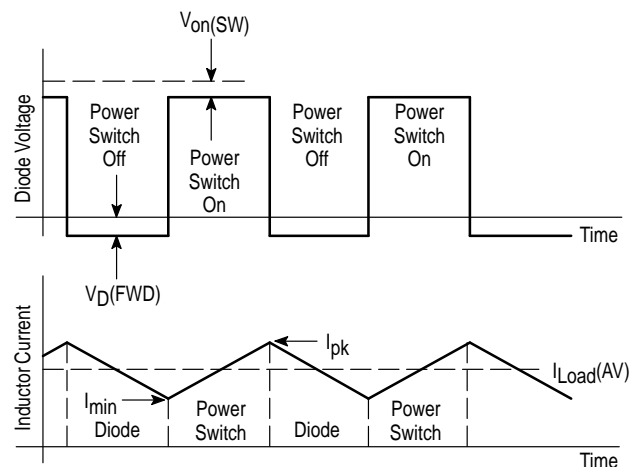 Von(SW)
Diode Voltage
Power
Switch
Off
Power
Switch
On
Power
Switch
Off
Power
Switch
On
Time
VD(FWD)
Inductor Current
Ipk
ILoad(AV)
Imin
Diode
Power
Switch
Diode
Power
Switch
Time